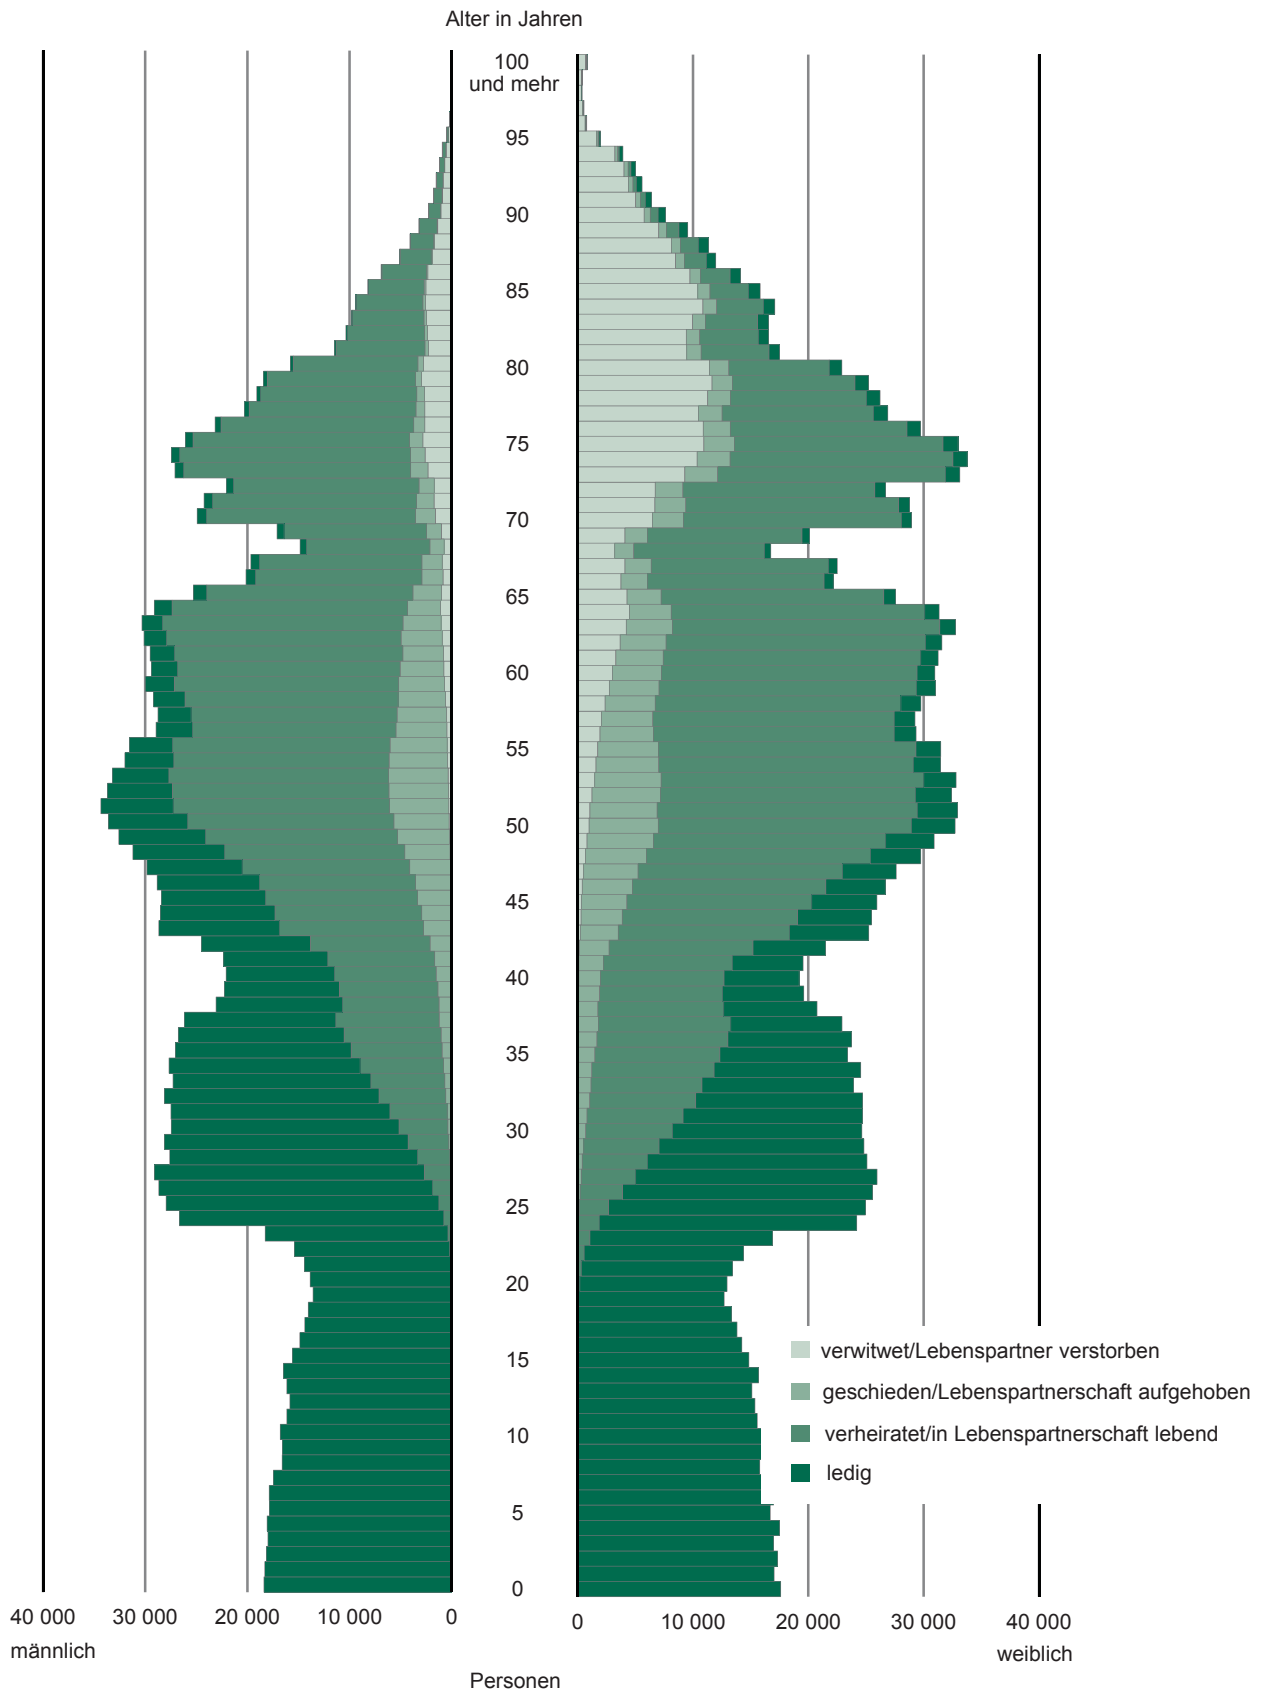 Alter in Jahren
100
und mehr
95
90
85
80
75
70
65
60
55
50
45
40
35
30
25
20
15
10
5
0
verwitwet/Lebenspartner verstorben
geschieden/Lebenspartnerschaft aufgehoben
verheiratet/in Lebenspartnerschaft lebend
ledig
40 000 30 000 20 000 10 000 0
0 10 000 20 000 30 000 40 000
männlich
weiblich
Personen